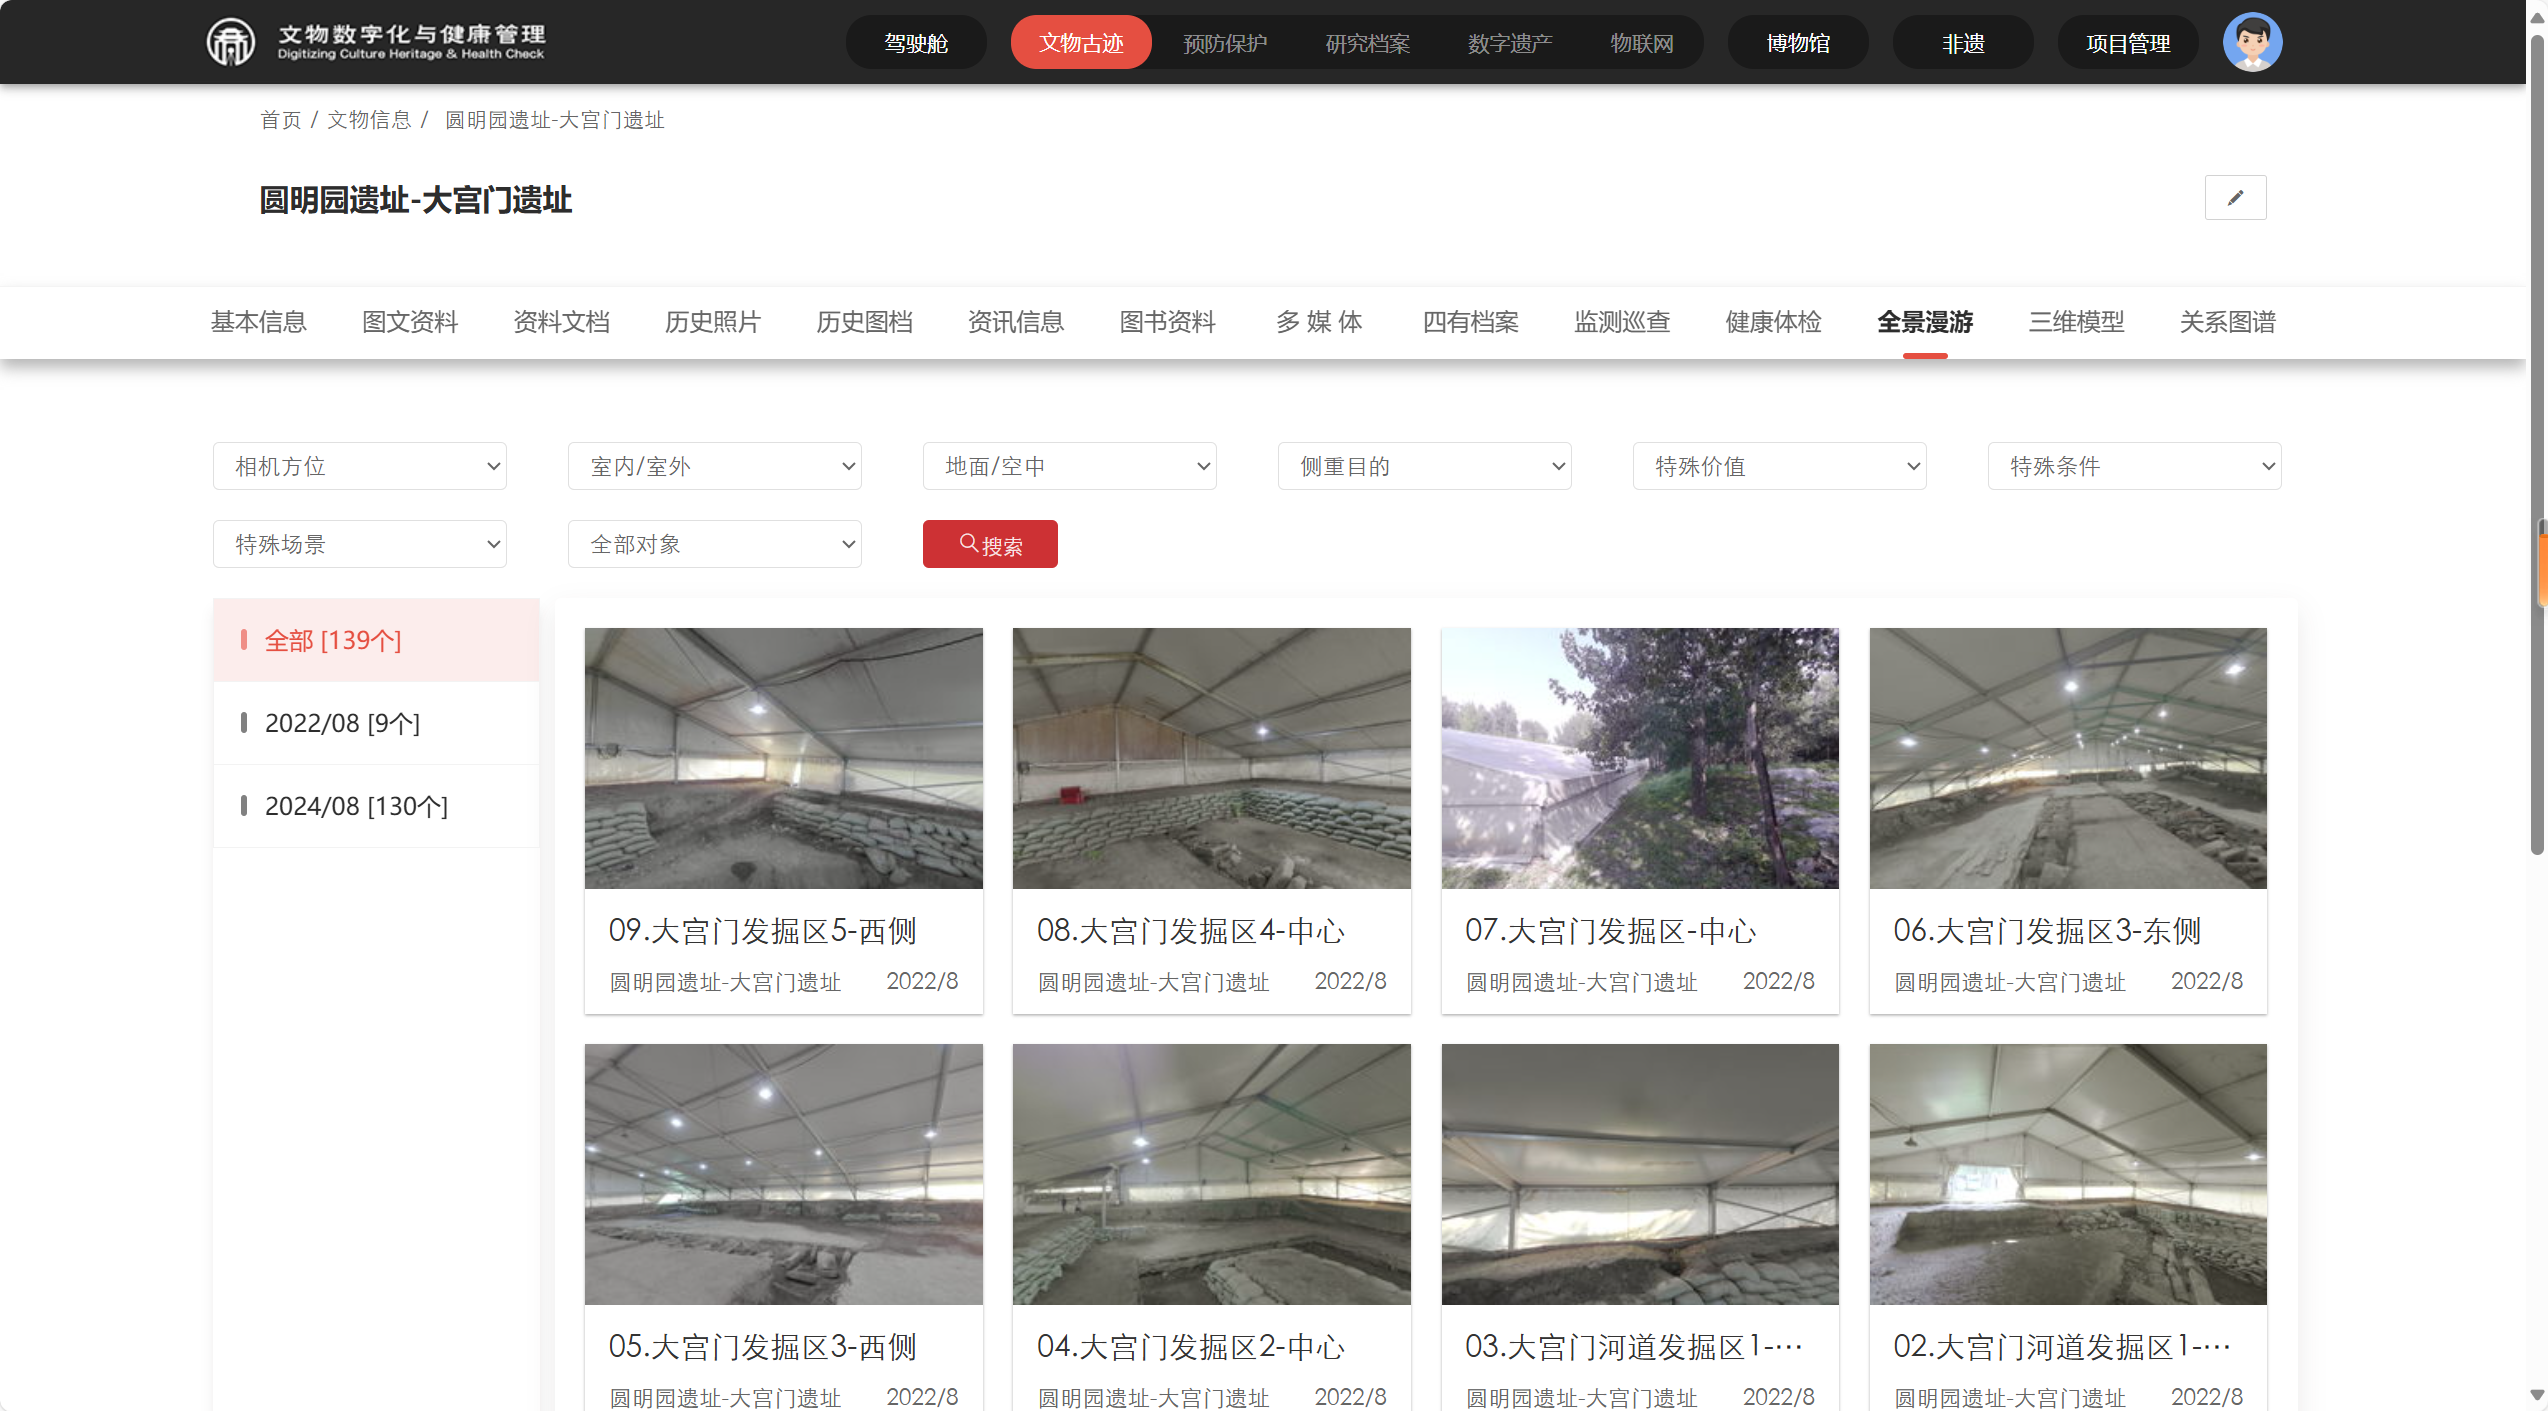 文物数字化与健康管理
Digitizing Culture Heritage & Health Check
驾驶舱 文物古迹 预防保护 研究档案 数字遗产 物联网 博物馆 非遗 项目管理
首页 / 文物信息 / 圆明园遗址-大宫门遗址
圆明园遗址-大宫门遗址
基本信息 图文资料 资料文档 历史照片 历史图档 资讯信息 图书资料 多 媒 体 四有档案 监测巡查 健康体检 全景漫游 三维模型 关系图谱
相机方位 室内/室外 地面/空中 侧重目的 特殊价值 特殊条件
特殊场景 全部对象 搜索
全部 [139个]
2022/08 [9个]
2024/08 [130个]
09.大宫门发掘区5-西侧
圆明园遗址-大宫门遗址 2022/8
08.大宫门发掘区4-中心
圆明园遗址-大宫门遗址 2022/8
07.大宫门发掘区-中心
圆明园遗址-大宫门遗址 2022/8
06.大宫门发掘区3-东侧
圆明园遗址-大宫门遗址 2022/8
05.大宫门发掘区3-西侧
圆明园遗址-大宫门遗址 2022/8
04.大宫门发掘区2-中心
圆明园遗址-大宫门遗址 2022/8
03.大宫门河道发掘区1-…
圆明园遗址-大宫门遗址 2022/8
02.大宫门河道发掘区1-…
圆明园遗址-大宫门遗址 2022/8